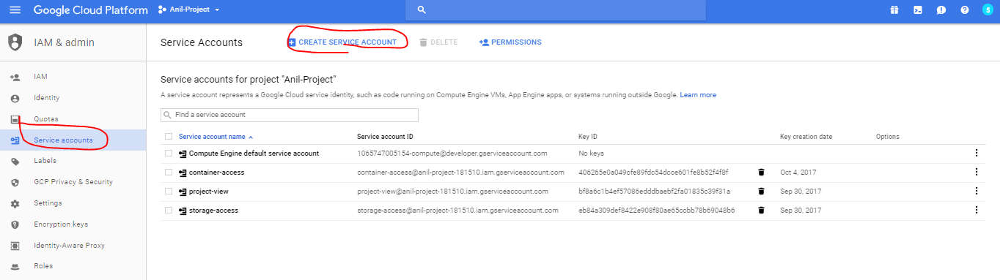 Google Cloud Platform Anil-Project 5
IAM & admin
Service Accounts CREATE SERVICE ACCOUNT DELETE PERMISSIONS
IAM
Identity
Quotas
Service accounts
Labels
GCP Privacy & Security
Settings
Encryption keys
Identity-Aware Proxy
Roles
Service accounts for project "Anil-Project"
A service account represents a Google Cloud service identity, such as code running on Compute Engine VMs, App Engine apps, or systems running outside Google. Learn more
Find a service account
Service account name Service account ID Key ID Key creation date Options
Compute Engine default service account 1065747005154-compute@developer.gserviceaccount.com No keys
container-access container-access@anil-project-181510.iam.gserviceaccount.com 406265e0a049cfe89fdc54dcce601fe8b52f4f8f Oct 4, 2017
project-view project-view@anil-project-181510.iam.gserviceaccount.com bf8a6c1b4ef57086edddbaebf2fa01835c39f31a Sep 30, 2017
storage-access storage-access@anil-project-181510.iam.gserviceaccount.com eb84a309def8422e908f80ae65ccbb78b69048b6 Sep 30, 2017